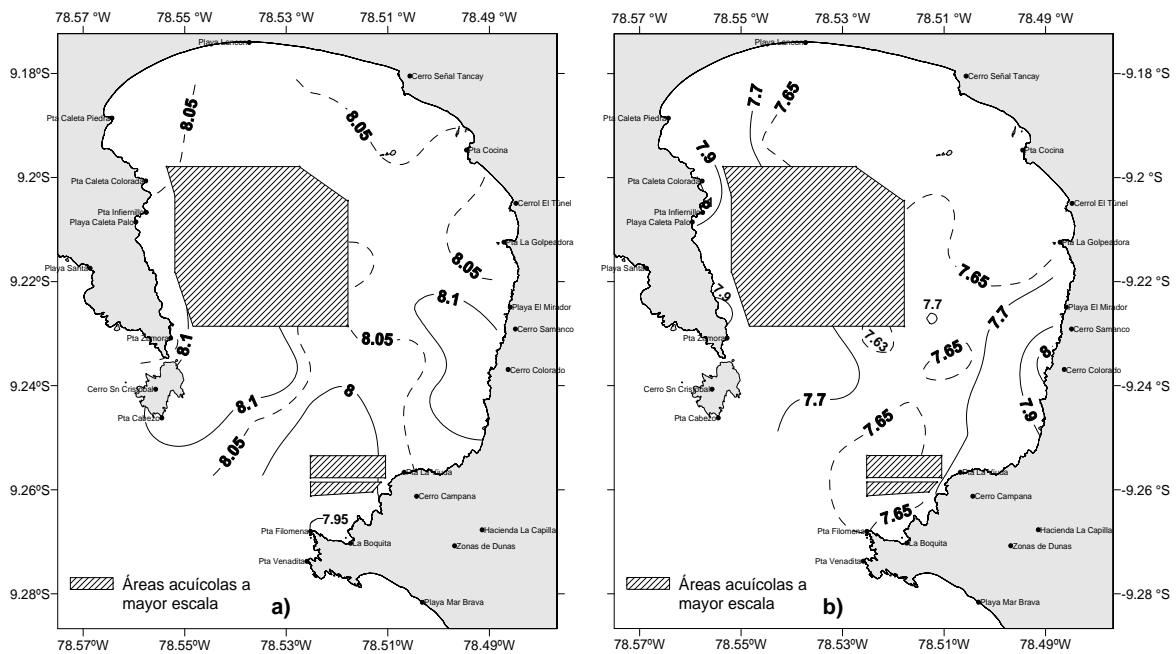 78.57 °W 78.55 °W 78.53 °W 78.51 °W 78.49 °W
9.18°S
9.2°S
9.22°S
9.24°S
9.26°S
9.28°S
Cerro Señal Tancay
Pta Caleta Piedra
8.05
8.05
Pta Cocina
Pta Caleta Colorada
Pta Infiernillo
Playa Caleta Palo
Cerrol El Túnel
Pta La Golpeadora
Playa Santa
8.05
8.1
Playa El Mirador
Cerro Samanco
Pta Zamora
8.1
8.05
Cerro Colorado
Cerro Sn Cristobal
8
8.1
Pta Cabezo
8.05
Cerro Campana
7.95
Pta Filomena
La Boquita
Hacienda La Capilla
Zonas de Dunas
Pta Venadita
Áreas acuícolas a
mayor escala
a)
Playa Mar Brava
78.57°W 78.55°W 78.53°W 78.51°W 78.49°W
78.57 °W 78.55 °W 78.53 °W 78.51 °W 78.49°W
-9.18 °S
-9.2 °S
-9.22 °S
-9.24 °S
-9.26 °S
-9.28 °S
Cerro Señal Tancay
7.7
7.65
Pta Caleta Piedra
7.9
Pta Cocina
Pta Caleta Colorada
Pta Infiernillo
8
Playa Caleta Palo
Cerrol El Túnel
Pta La Golpeadora
Playa Santa
7.65
7.9
7.7
7.7
Playa El Mirador
Cerro Samanco
Pta Zamora
7.63
7.65
8
Cerro Colorado
Cerro Sn Cristobal
7.7
7.9
Pta Cabezo
7.65
Cerro Campana
7.65
Pta Filomena
La Boquita
Hacienda La Capilla
Zonas de Dunas
Pta Venadita
Áreas acuícolas a
mayor escala
b)
Playa Mar Brava
78.57°W 78.55°W 78.53°W 78.51°W 78.49°W